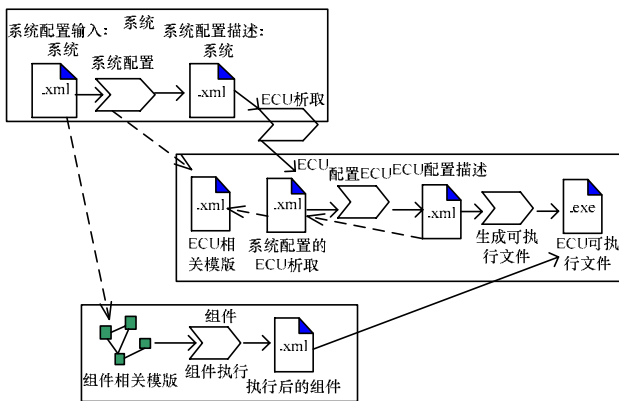 系统
系统配置输入：
系统
系统配置描述：
系统
系统配置
.xml
.xml
ECU析取
ECU
配置ECU
ECU配置描述
.xml
.xml
.xml
.exe
ECU相
关模版
系统配置的
ECU析取
生成可执
行文件
ECU可执
行文件
组件
.xml
组件相关模版
组件执行
执行后的组件